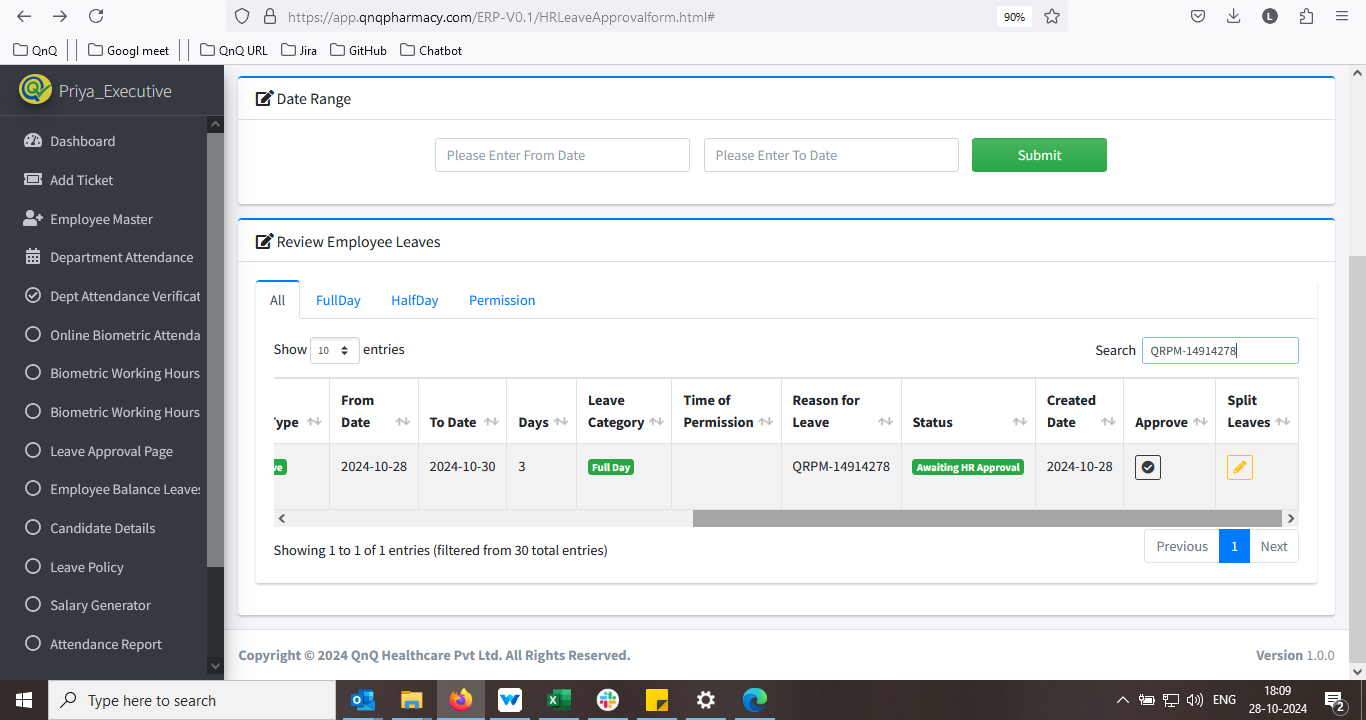 https://app.qnqpharmacy.com/ERP-V0.1/HRLeaveApprovalform.html#
90%
L
QnQ
Googl meet
QnQ URL
Jira
GitHub
Chatbot
Priya_Executive
Dashboard
Add Ticket
Employee Master
Department Attendance
Dept Attendance Verificat
Online Biometric Attenda
Biometric Working Hours
Biometric Working Hours
Leave Approval Page
Employee Balance Leaves
Candidate Details
Leave Policy
Salary Generator
Attendance Report
Date Range
Please Enter From Date
Please Enter To Date
Submit
Review Employee Leaves
All
FullDay
HalfDay
Permission
Show 10 entries
Search QRPM-14914278
Type
From Date
To Date
Days
Leave Category
Time of Permission
Reason for Leave
Status
Created Date
Approve
Split Leaves
ve
2024-10-28
2024-10-30
3
Full Day
QRPM-14914278
Awaiting HR Approval
2024-10-28
Showing 1 to 1 of 1 entries (filtered from 30 total entries)
Previous
1
Next
Copyright © 2024 QnQ Healthcare Pvt Ltd. All Rights Reserved.
Version 1.0.0
Type here to search
ENG
18:09
28-10-2024
2